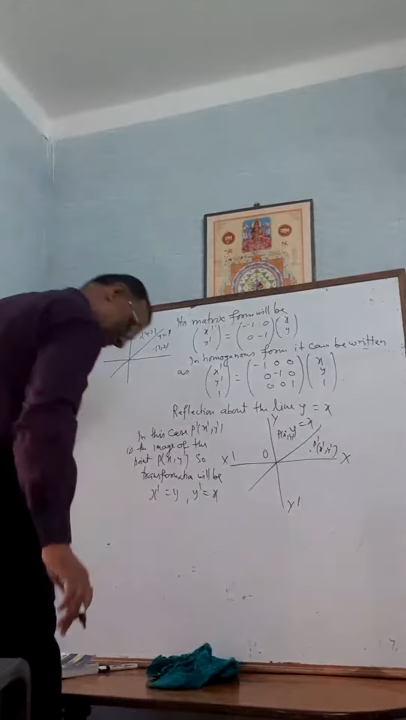 Its matrix form will be
(x' y') = (-1 0 0 -1) (x y)
In homogenous form it can be written
as (x' y' 1) = (-1 0 0 0 -1 0 0 0 1) (x y 1)
Reflection about the line y = x
In this case P'(x',y')
is the image of the
point P(x,y) So
transformation will be
x' = y , y' = x
Y
y = x
P(x,y)
P'(x',y')
X' O X
Y'